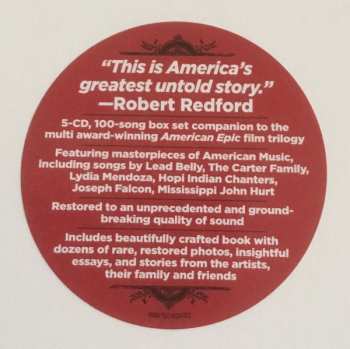 “This is America’s
greatest untold story.”
—Robert Redford
5-CD, 100-song box set companion to the
multi award-winning American Epic film trilogy
Featuring masterpieces of American Music,
including songs by Lead Belly, The Carter Family,
Lydia Mendoza, Hopi Indian Chanters,
Joseph Falcon, Mississippi John Hurt
Restored to an unprecedented and ground-
breaking quality of sound
Includes beautifully crafted book with
dozens of rare, restored photos, insightful
essays, and stories from the artists,
their family and friends